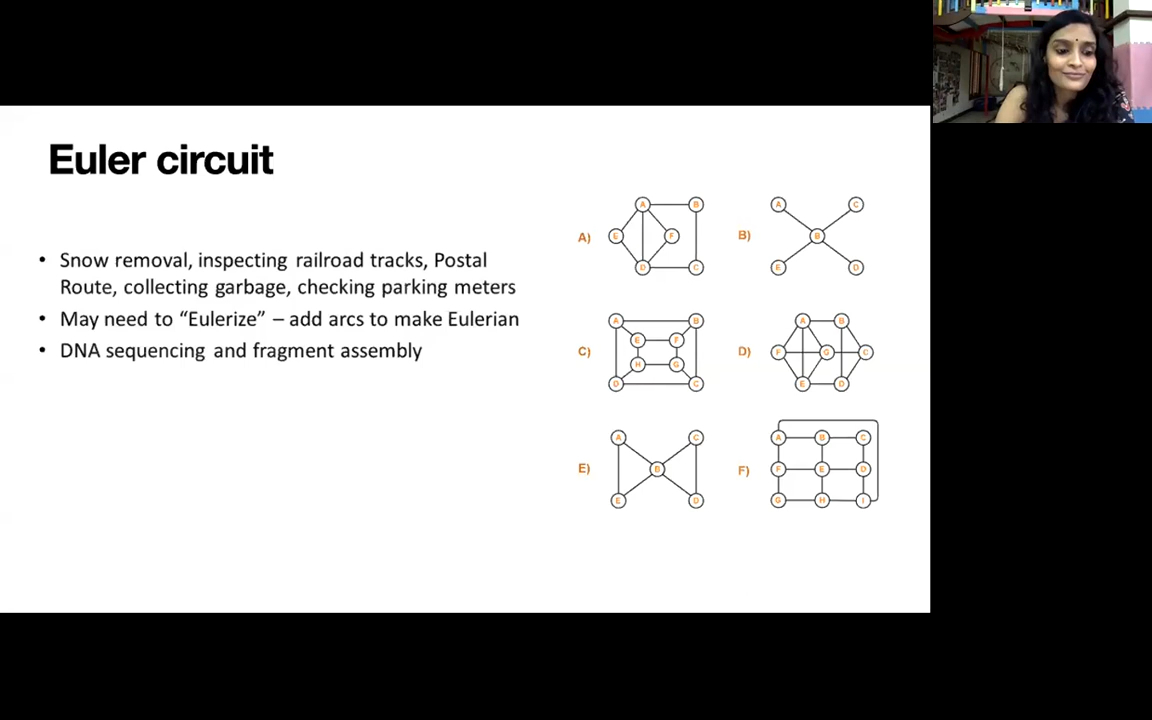 Euler circuit
• Snow removal, inspecting railroad tracks, Postal
Route, collecting garbage, checking parking meters
• May need to “Eulerize” – add arcs to make Eulerian
• DNA sequencing and fragment assembly
A)
A B
E F
D C
B)
A C
B
E D
C)
A B
E F
H G
D C
D)
A B
F G C
E D
E)
A C
B
E D
F)
A B C
F E D
G H I